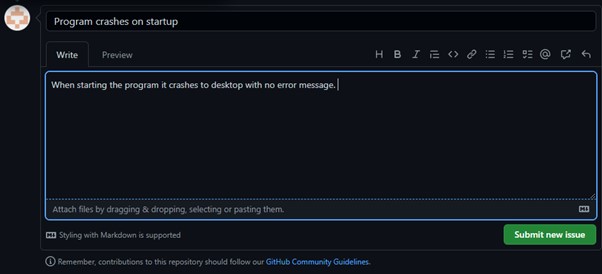 Program crashes on startup
Write Preview
When starting the program it crashes to desktop with no error message.
Attach files by dragging & dropping, selecting or pasting them.
Styling with Markdown is supported
Submit new issue
Remember, contributions to this repository should follow our GitHub Community Guidelines.